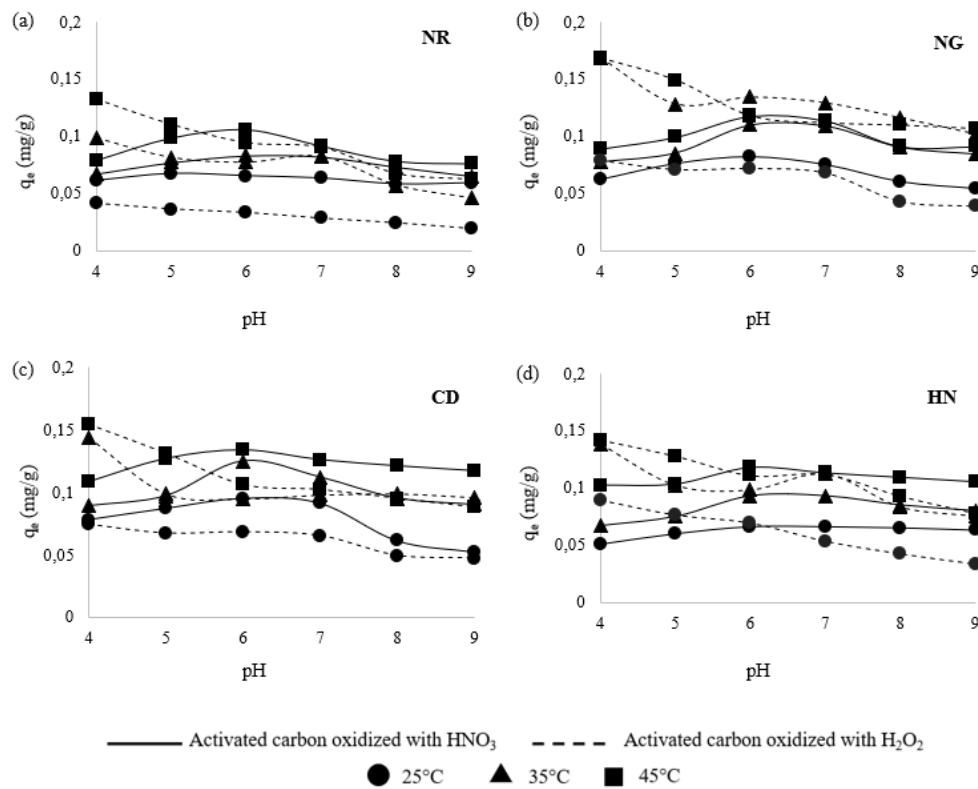 (a)
NR
0,2
0,15
0,1
0,05
0
qe (mg/g)
4 5 6 7 8 9
pH
(b)
NG
0,2
0,15
0,1
0,05
0
qe (mg/g)
4 5 6 7 8 9
pH
(c)
CD
0,2
0,15
0,1
0,05
0
qe (mg/g)
4 5 6 7 8 9
pH
(d)
HN
0,2
0,15
0,1
0,05
0
qe (mg/g)
4 5 6 7 8 9
pH
Activated carbon oxidized with HNO3 Activated carbon oxidized with H2O2
25°C 35°C 45°C